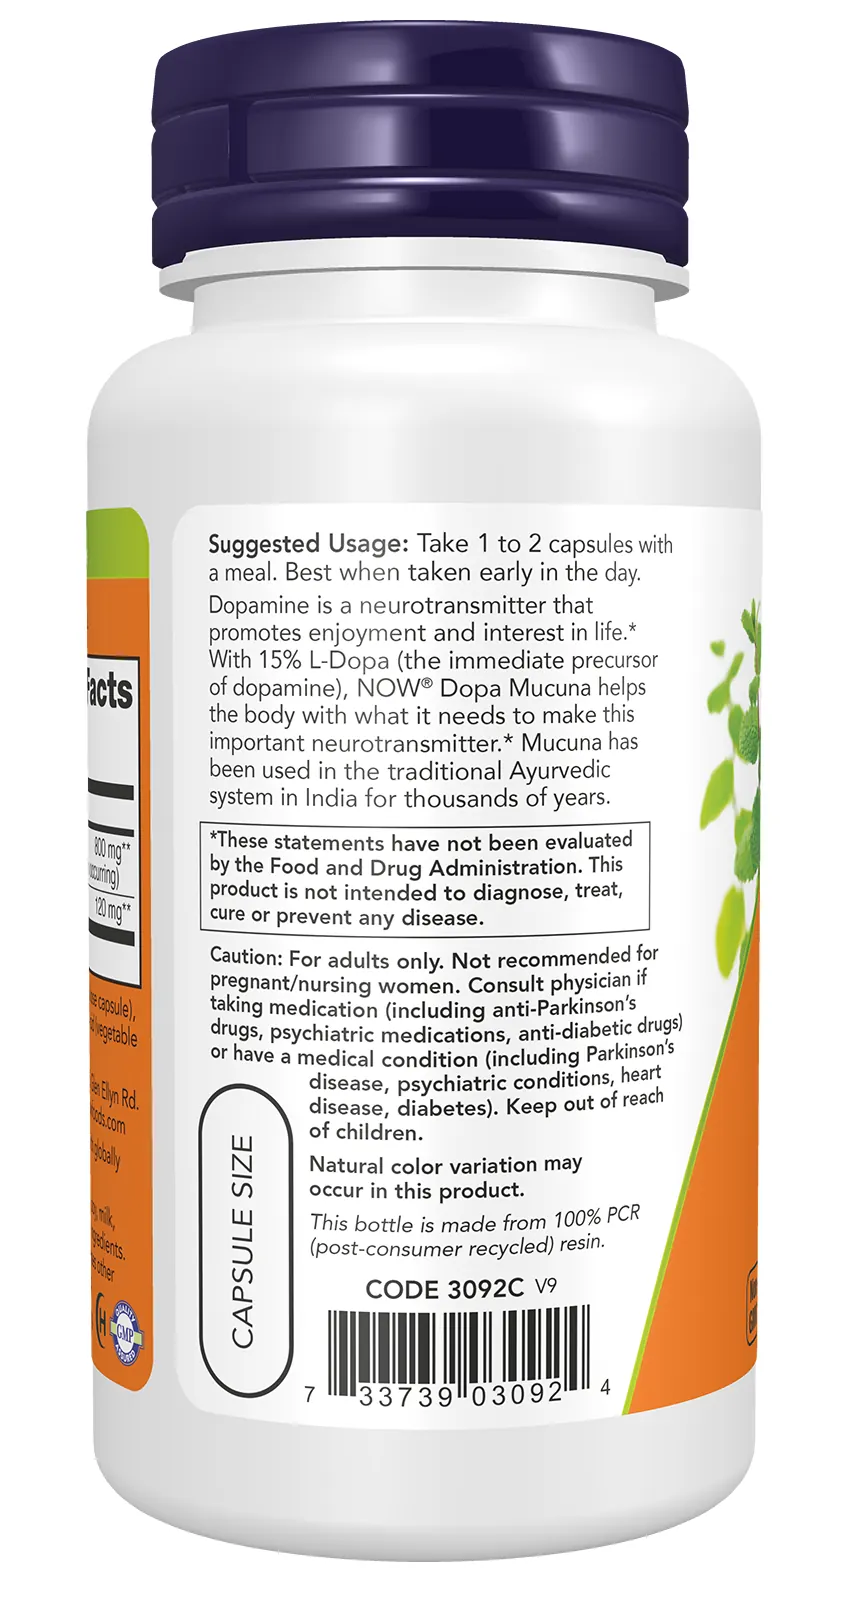 Suggested Usage: Take 1 to 2 capsules with
a meal. Best when taken early in the day.
Dopamine is a neurotransmitter that
promotes enjoyment and interest in life.*
With 15% L-Dopa (the immediate precursor
of dopamine), NOW® Dopa Mucuna helps
the body with what it needs to make this
important neurotransmitter.* Mucuna has
been used in the traditional Ayurvedic
system in India for thousands of years.
*These statements have not been evaluated
by the Food and Drug Administration. This
product is not intended to diagnose, treat,
cure or prevent any disease.
Caution: For adults only. Not recommended for
pregnant/nursing women. Consult physician if
taking medication (including anti-Parkinson's
drugs, psychiatric medications, anti-diabetic drugs)
or have a medical condition (including Parkinson's
disease, psychiatric conditions, heart
disease, diabetes). Keep out of reach
of children.
Natural color variation may
occur in this product.
This bottle is made from 100% PCR
(post-consumer recycled) resin.
CODE 3092C V9
7 33739 03092 4
CAPSULE SIZE
Facts
800 mg**
120 mg**
capsule),
Ellyn Rd.
globally
milk,
other
GMP